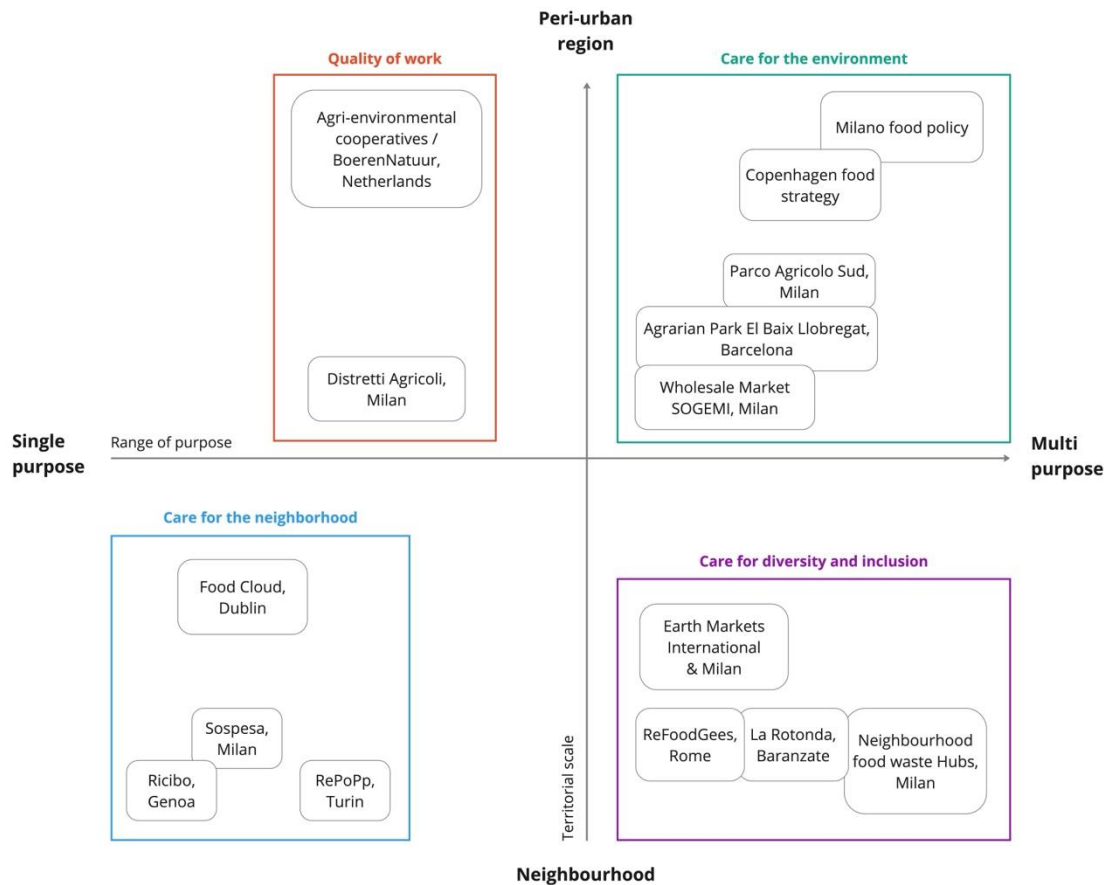 Peri-urban
region
Quality of work
Care for the environment
Agri-environmental
cooperatives /
BoerenNatuur,
Netherlands
Milano food policy
Copenhagen food
strategy
Parco Agricolo Sud,
Milan
Agrarian Park El Baix Llobregat,
Barcelona
Distretti Agricoli,
Milan
Wholesale Market
SOGEMI, Milan
Single
purpose
Range of purpose
Multi
purpose
Care for the neighborhood
Care for diversity and inclusion
Food Cloud,
Dublin
Earth Markets
International
& Milan
Sospesa,
Milan
Ricibo,
Genoa
RePoPp,
Turin
ReFoodGees,
Rome
La Rotonda,
Baranzate
Neighbourhood
food waste Hubs,
Milan
Territorial scale
Neighbourhood